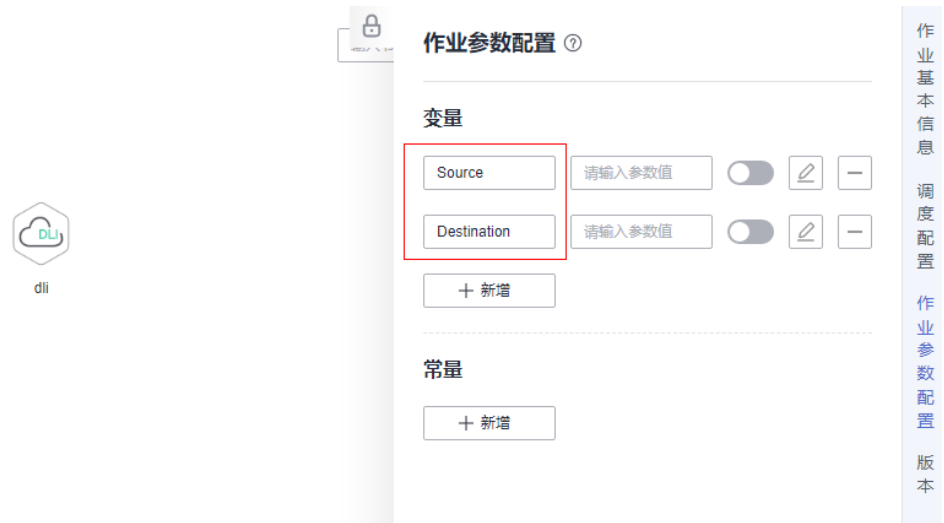 作业参数配置
变量
Source 请输入参数值
Destination 请输入参数值
+ 新增
常量
+ 新增
DLI
dli
作业基本信息
调度配置
作业参数配置
版本